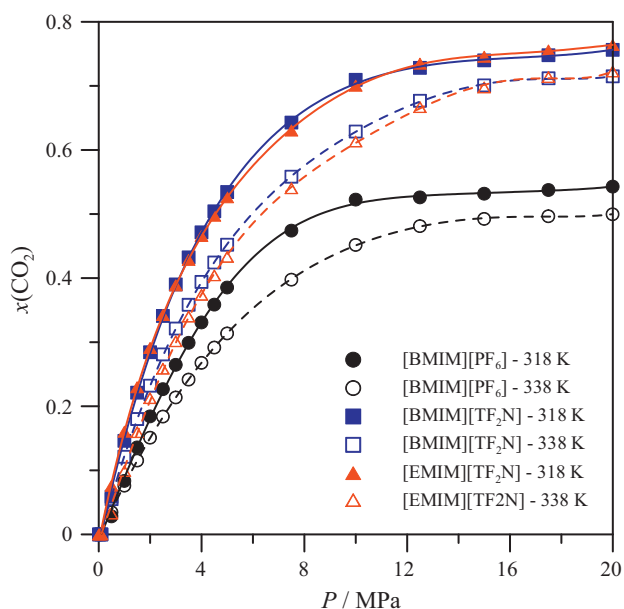 0.8
0.6
0.4
0.2
0
x(CO₂)
[BMIM][PF₆] - 318 K
[BMIM][PF₆] - 338 K
[BMIM][TF₂N] - 318 K
[BMIM][TF₂N] - 338 K
[EMIM][TF₂N] - 318 K
[EMIM][TF2N] - 338 K
0 4 8 12 16 20
P / MPa